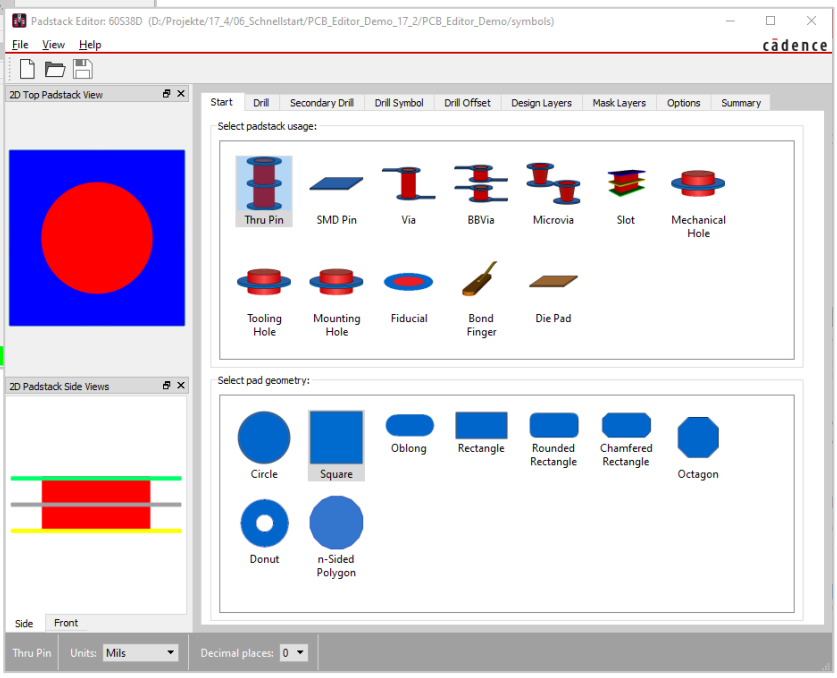 Padstack Editor: 60S38D (D:/Projekte/17_4/06_Schnellstart/PCB_Editor_Demo_17_2/PCB_Editor_Demo/symbols)
File View Help
cādence
2D Top Padstack View
Start Drill Secondary Drill Drill Symbol Drill Offset Design Layers Mask Layers Options Summary
Select padstack usage:
Thru Pin SMD Pin Via BBVia Microvia Slot Mechanical
Hole
Tooling Mounting Fiducial Bond Die Pad
Hole Hole Finger
2D Padstack Side Views
Select pad geometry:
Circle Square Oblong Rectangle Rounded Chamfered Octagon
Rectangle Rectangle
Donut n-Sided
Polygon
Side Front
Thru Pin Units: Mils Decimal places: 0